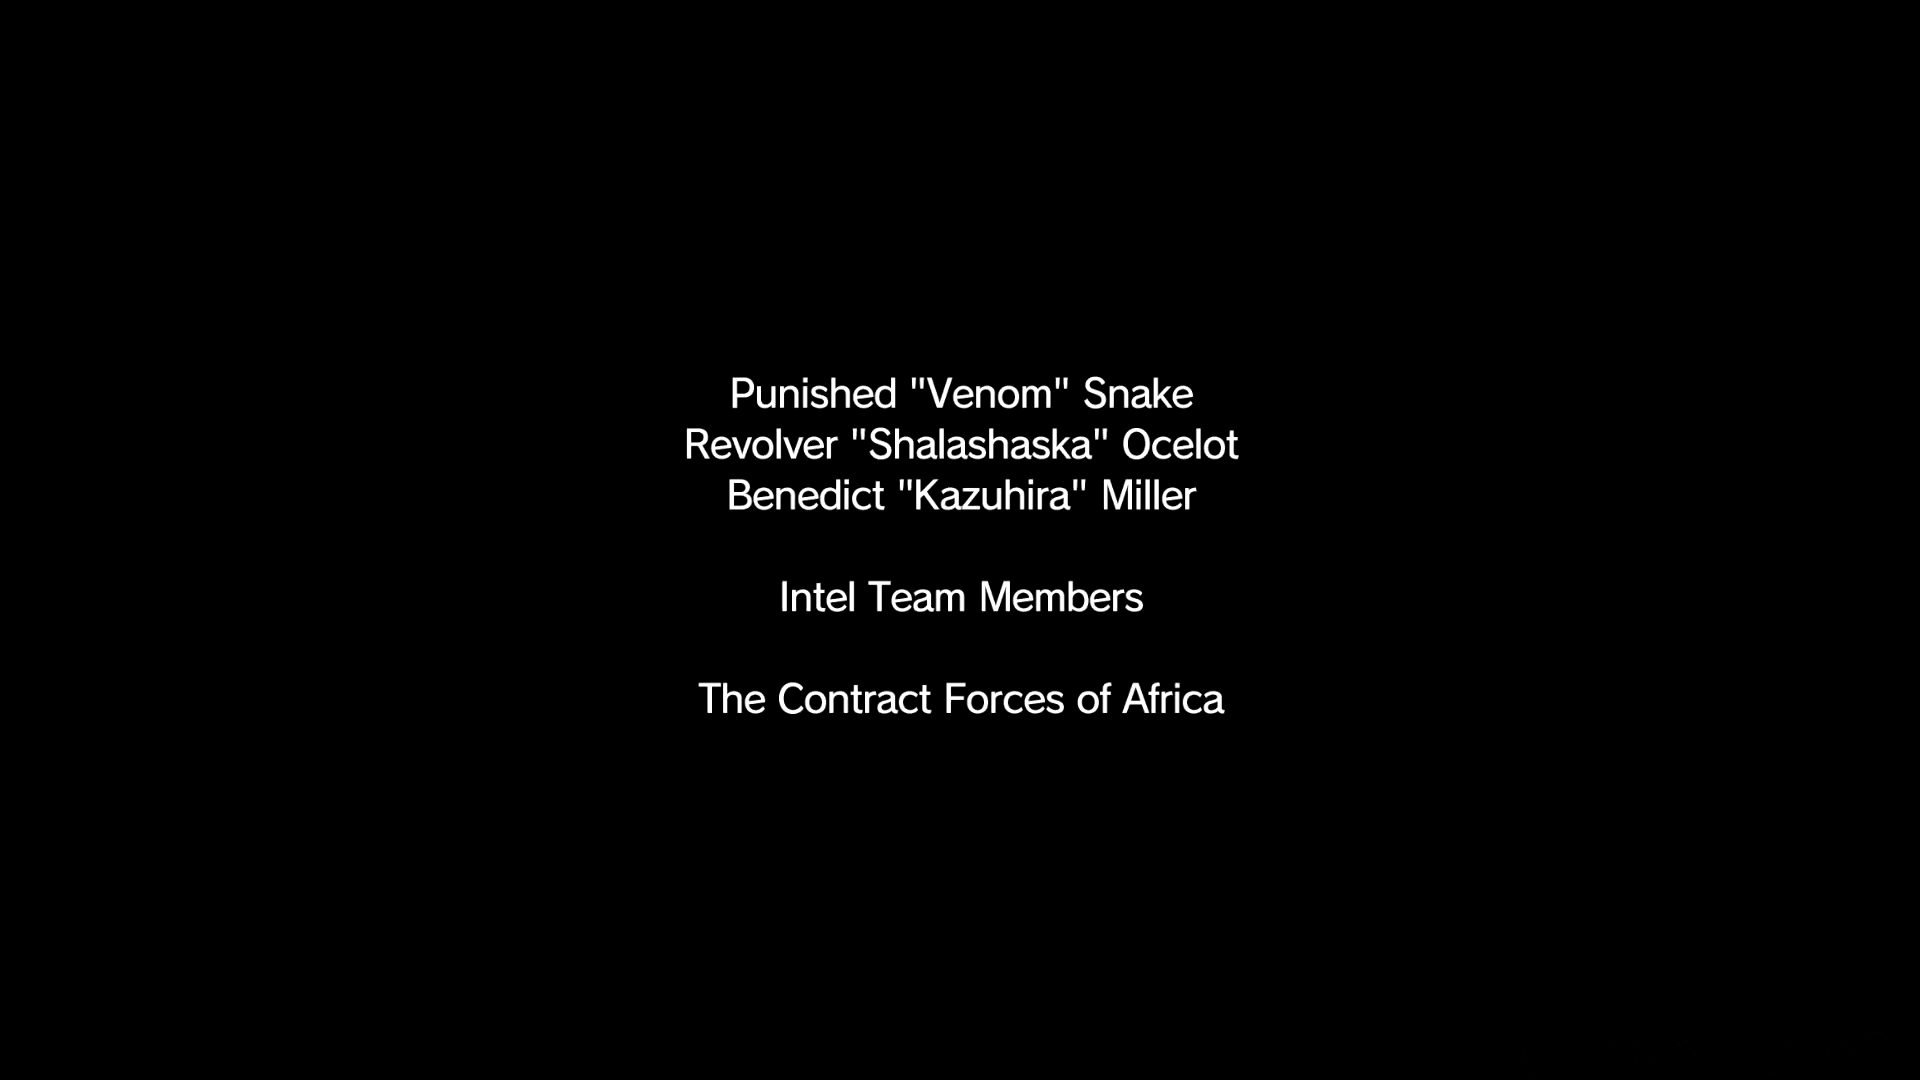 Punished "Venom" Snake
Revolver "Shalashaska" Ocelot
Benedict "Kazuhira" Miller
Intel Team Members
The Contract Forces of Africa